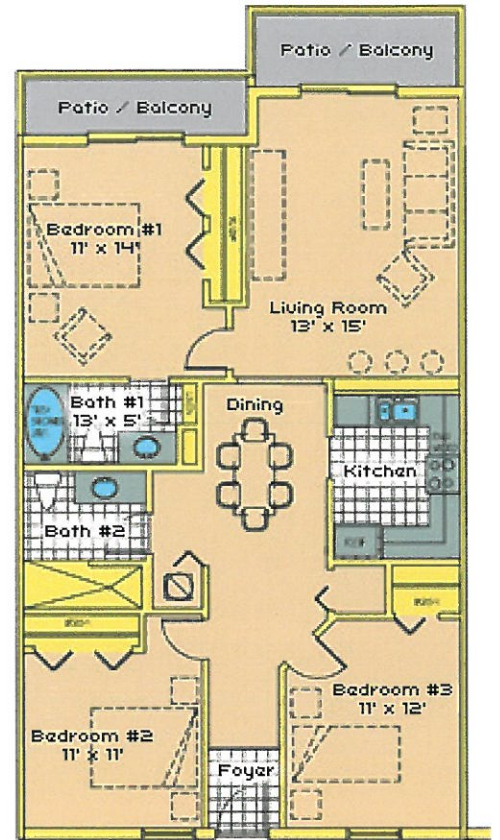 Patio / Balcony
Patio / Balcony
Bedroom #1
11' x 14'
Living Room
13' x 15'
Bath #1
13' x 5'
Dining
Kitchen
Bath #2
Bedroom #3
11' x 12'
Bedroom #2
11' x 11'
Foyer